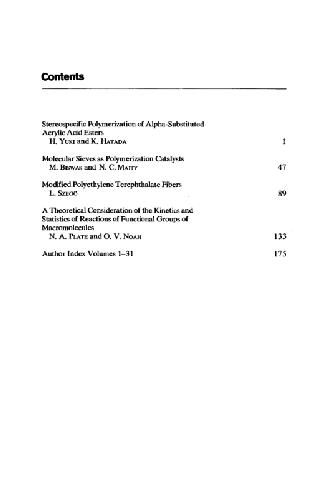 Contents
Stereospecific Polymerization of Alpha-Substituted
Acrylic Acid Esters
H. YUKI and K. HATADA 1
Molecular Sieves as Polymerization Catalysts
M. BISWAS and N. C. MAITY 47
Modified Polyethylene Terephthalate Fibers
L. SZEGO 89
A Theoretical Consideration of the Kinetics and
Statistics of Reactions of Functional Groups of
Macromolecules
N. A. PLATE and O. V. NOAH 133
Author Index Volumes 1–31 175